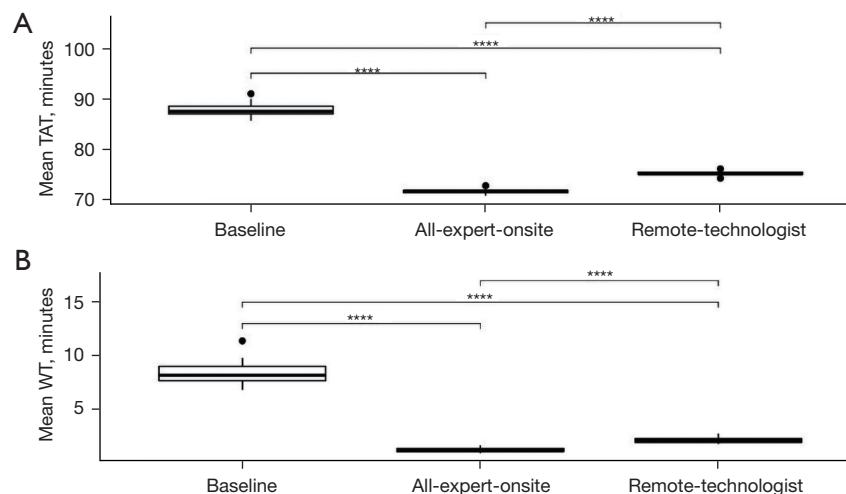 A
Mean TAT, minutes
100
90
80
70
****
****
****
Baseline All-expert-onsite Remote-technologist
B
Mean WT, minutes
15
10
5
****
****
****
Baseline All-expert-onsite Remote-technologist